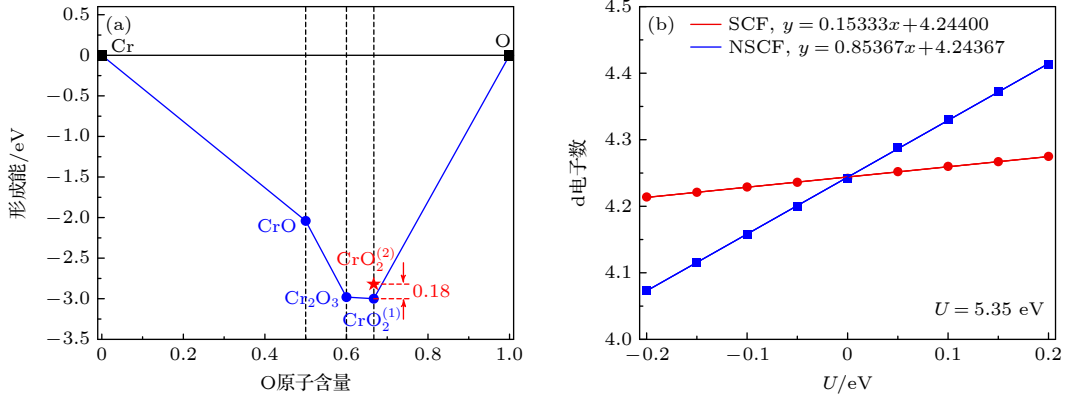 (a)
Cr
O
0.5
0
−0.5
−1.0
−1.5
−2.0
−2.5
−3.0
−3.5
形成能/eV
CrO
Cr₂O₃
CrO₂⁽²⁾
0.18
CrO₂⁽¹⁾
0 0.2 0.4 0.6 0.8 1.0
O原子含量
(b)
SCF, y = 0.15333x+4.24400
NSCF, y = 0.85367x+4.24367
4.5
4.4
4.3
4.2
4.1
4.0
d电子数
U = 5.35 eV
−0.2 −0.1 0 0.1 0.2
U/eV